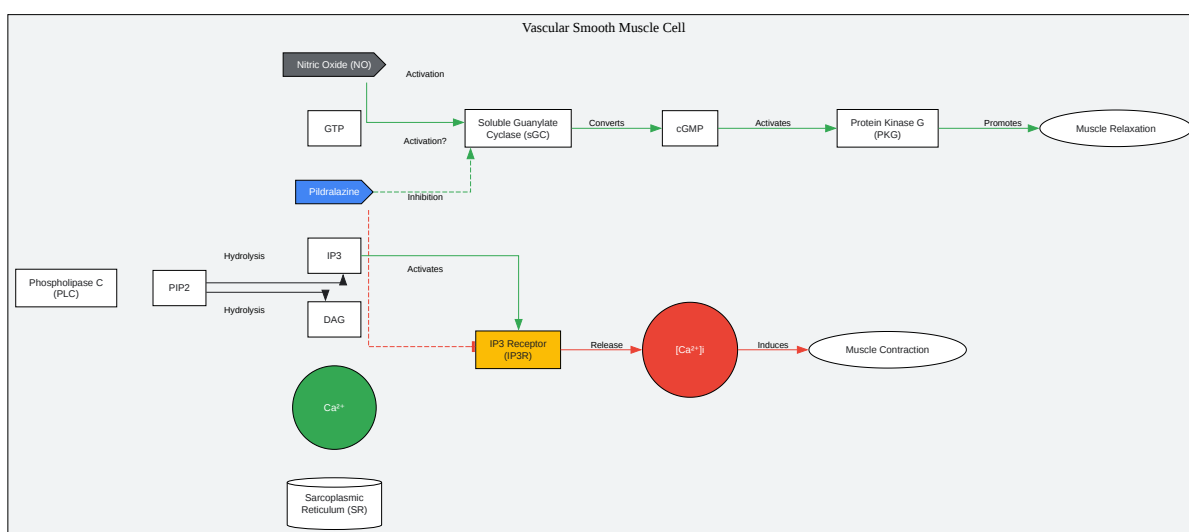 Vascular Smooth Muscle Cell
Nitric Oxide (NO)
Activation
GTP
Activation?
Soluble Guanylate
Cyclase (sGC)
Converts
cGMP
Activates
Protein Kinase G
(PKG)
Promotes
Muscle Relaxation
Pildralazine
Inhibition
Hydrolysis
IP3
Activates
Phospholipase C
(PLC)
PIP2
Hydrolysis
DAG
IP3 Receptor
(IP3R)
Release
[Ca²⁺]i
Induces
Muscle Contraction
Ca²⁺
Sarcoplasmic
Reticulum (SR)